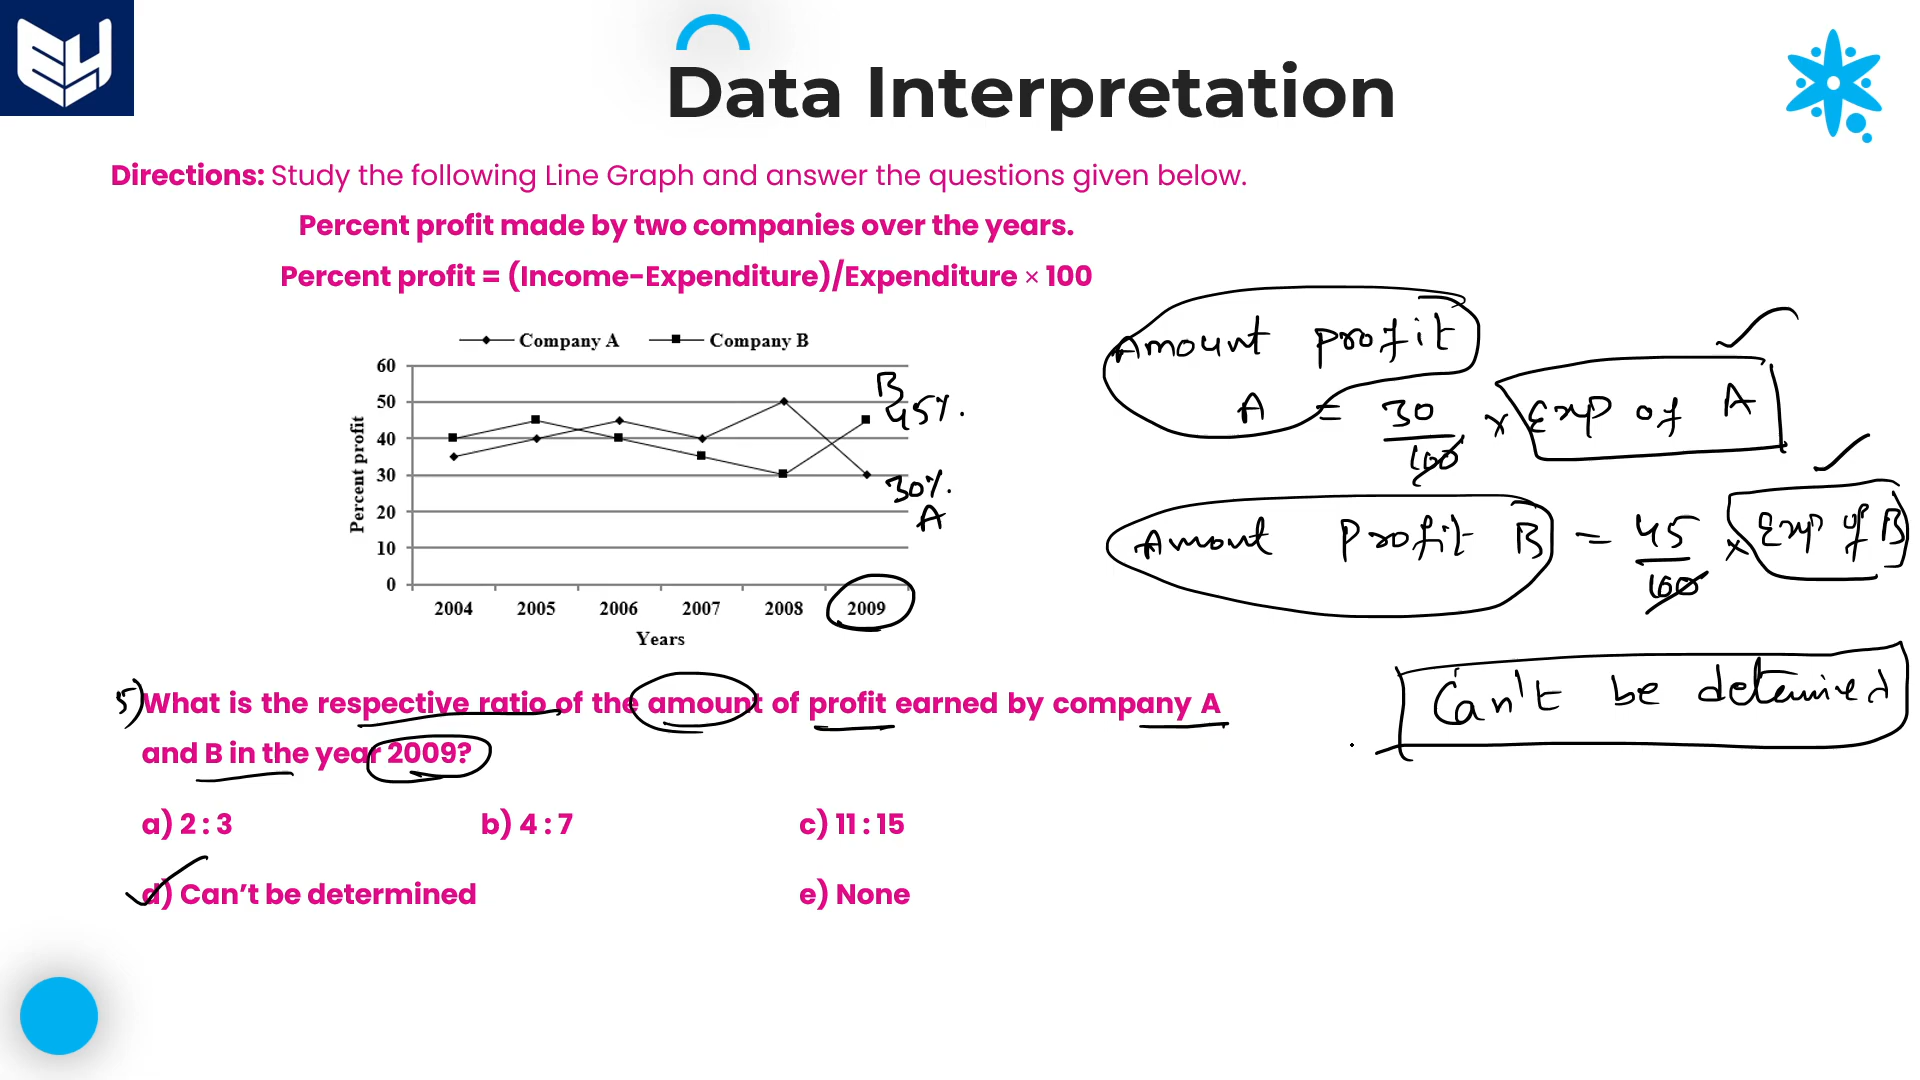 Data Interpretation
Directions: Study the following Line Graph and answer the questions given below.
Percent profit made by two companies over the years.
Percent profit = (Income-Expenditure)/Expenditure × 100
Company A
Company B
Percent profit
60
50
40
30
20
10
0
2004 2005 2006 2007 2008 2009
Years
B
45%.
30%.
A
Amount profit
A = 30/100 × Exp of A
Amount Profit B = 45/100 × Exp of B
Can't be detemined
5) What is the respective ratio of the amount of profit earned by company A
and B in the year 2009?
a) 2 : 3 b) 4 : 7 c) 11 : 15
d) Can't be determined e) None